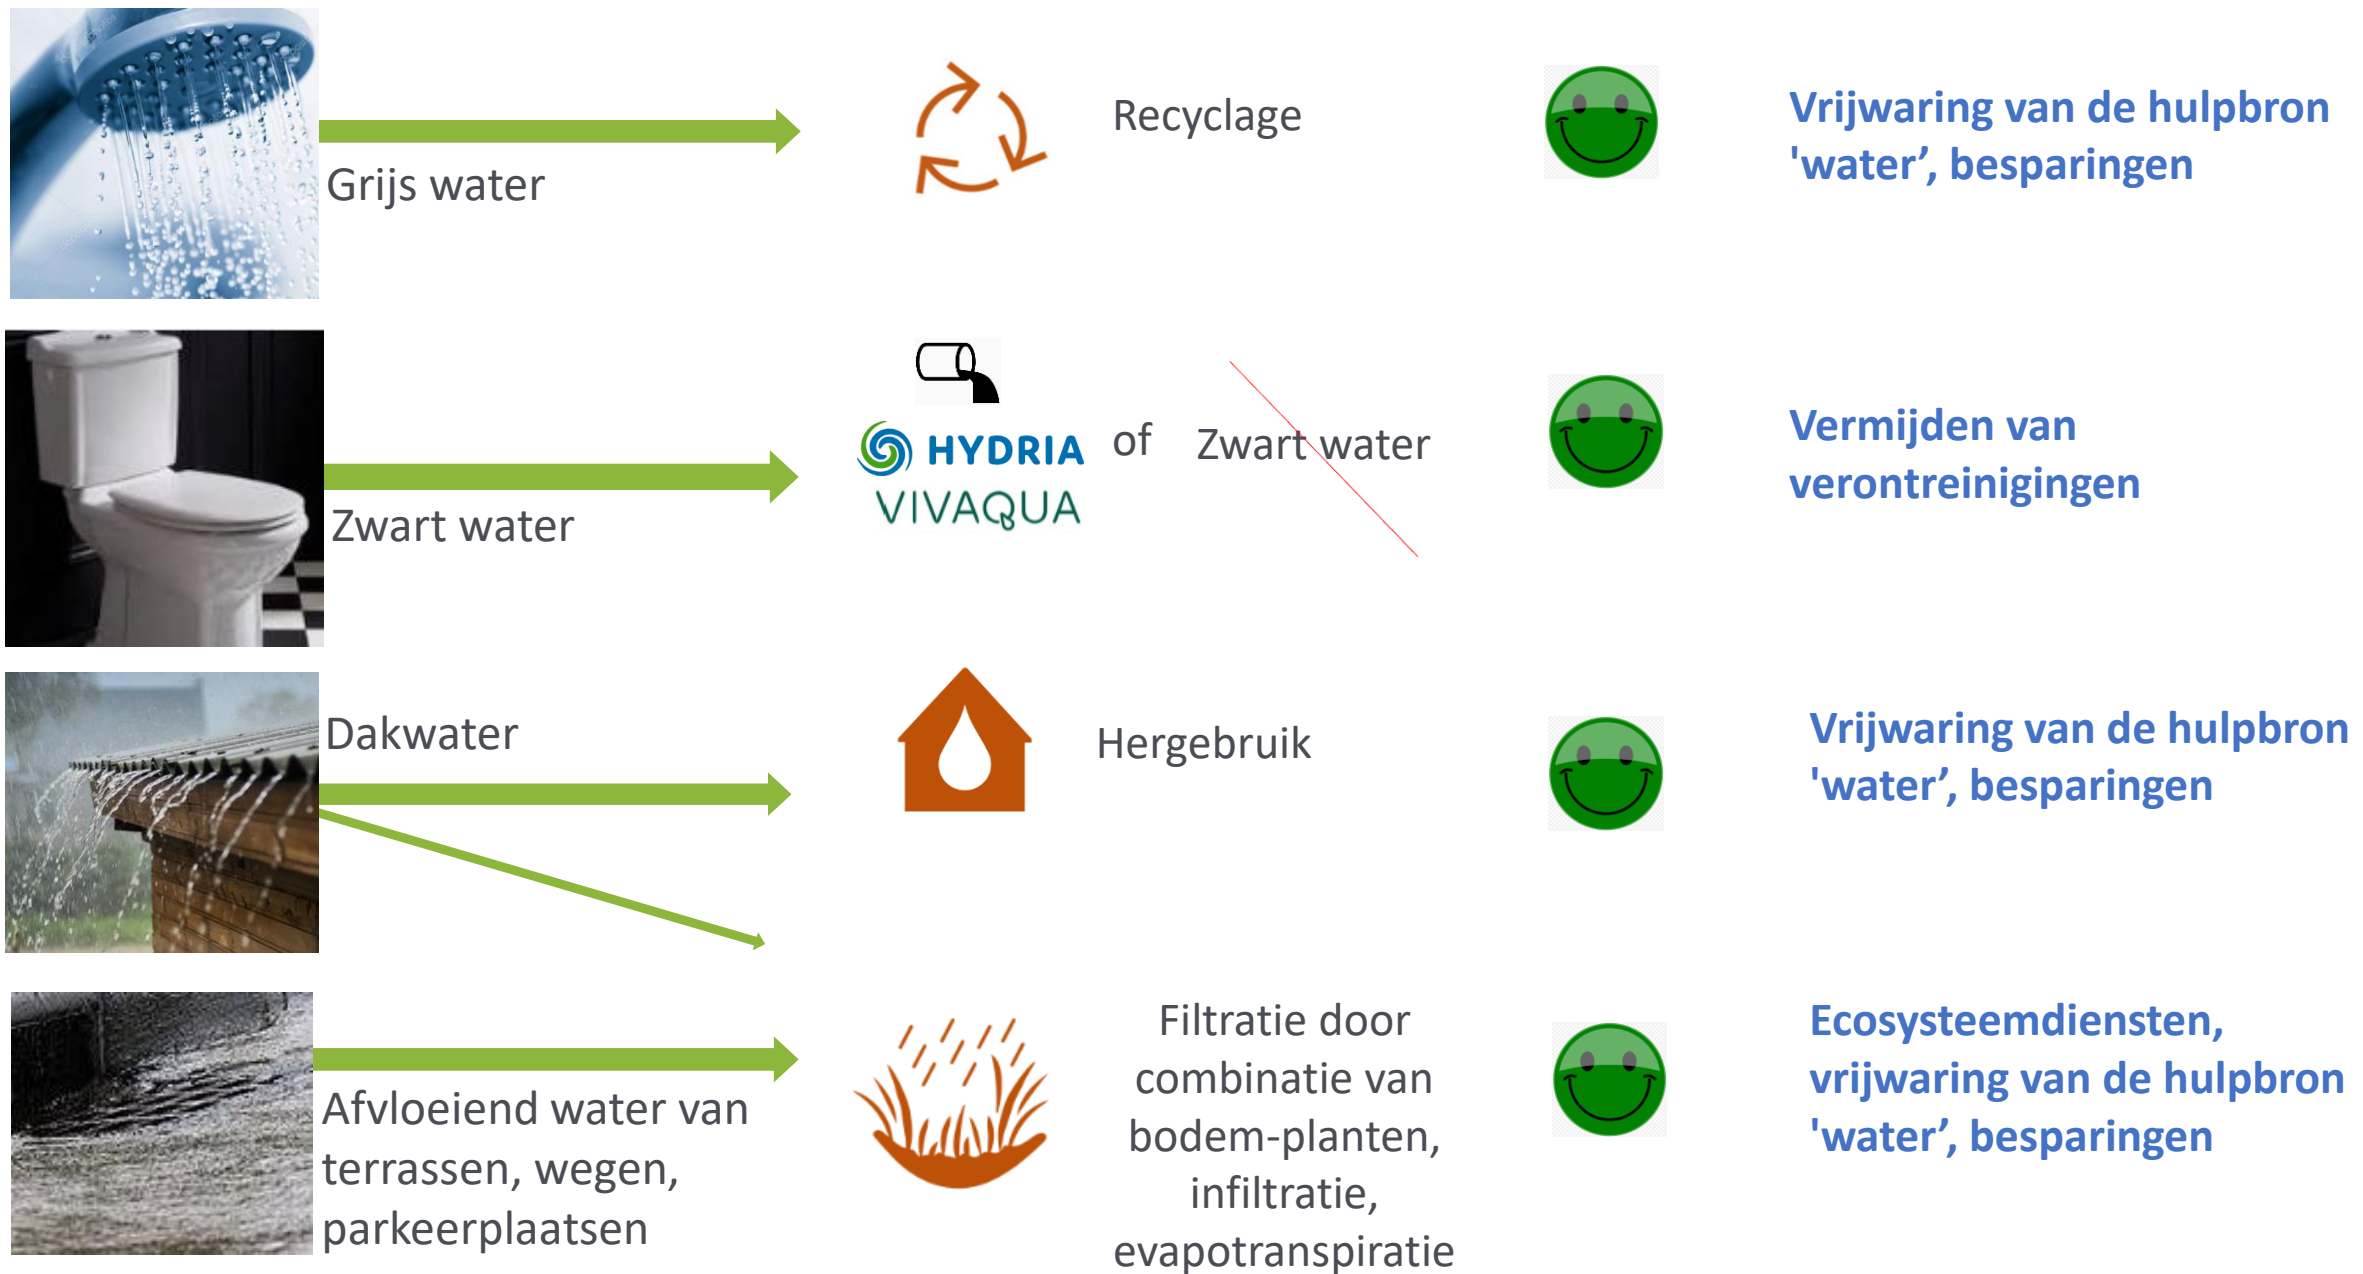 Grijs water
Recyclage
Vrijwaring van de hulpbron
'water’, besparingen
Zwart water
HYDRIA
VIVAQUA
of
Zwart water
Vermijden van
verontreinigingen
Dakwater
Hergebruik
Vrijwaring van de hulpbron
'water’, besparingen
Afvloeiend water van
terrassen, wegen,
parkeerplaatsen
Filtratie door
combinatie van
bodem-planten,
infiltratie,
evapotranspiratie
Ecosysteemdiensten,
vrijwaring van de hulpbron
'water’, besparingen